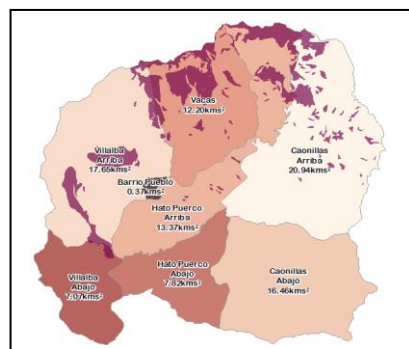 Vacas
12.20kms²
Villalba
Arriba
17.65kms²
Caonillas
Arriba
20.94kms²
Barrio Pueblo
0.37kms²
Hato Puerco
Arriba
13.37kms²
Villalba
Abajo
7.07kms²
Hato Puerco
Abajo
7.82kms²
Caonillas
Abajo
16.46kms²